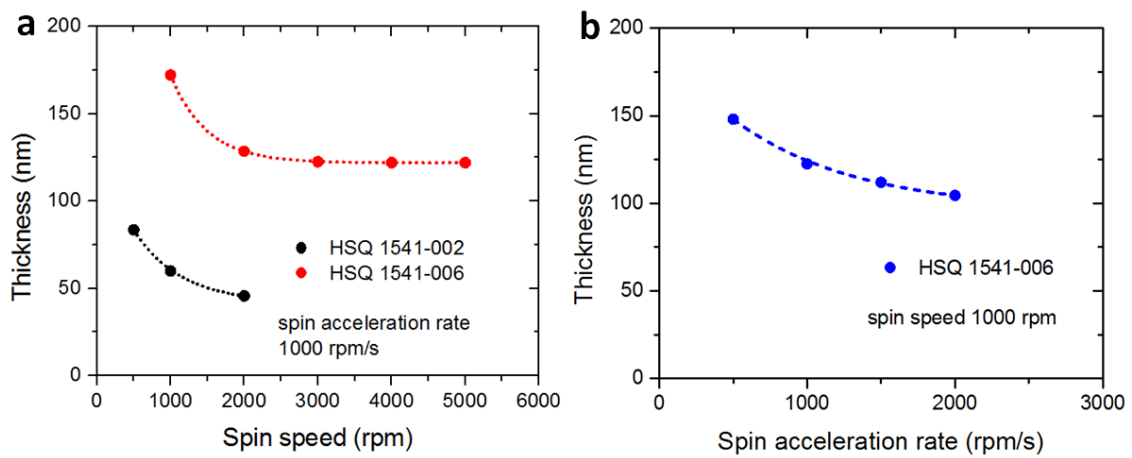 a
200
150
100
50
0
Thickness (nm)
HSQ 1541-002
HSQ 1541-006
spin acceleration rate
1000 rpm/s
0 1000 2000 3000 4000 5000 6000
Spin speed (rpm)
b
200
150
100
50
0
Thickness (nm)
HSQ 1541-006
spin speed 1000 rpm
0 1000 2000 3000
Spin acceleration rate (rpm/s)